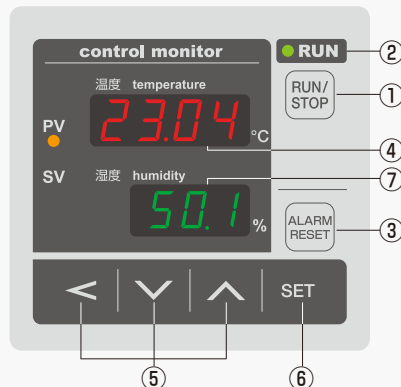 control monitor
● RUN
②
温度 temperature
RUN/
STOP
①
PV
23.04 °C
④
SV
湿度 humidity
⑦
50.1 %
ALARM
RESET
③
< ∨ ∧ SET
⑤
⑥